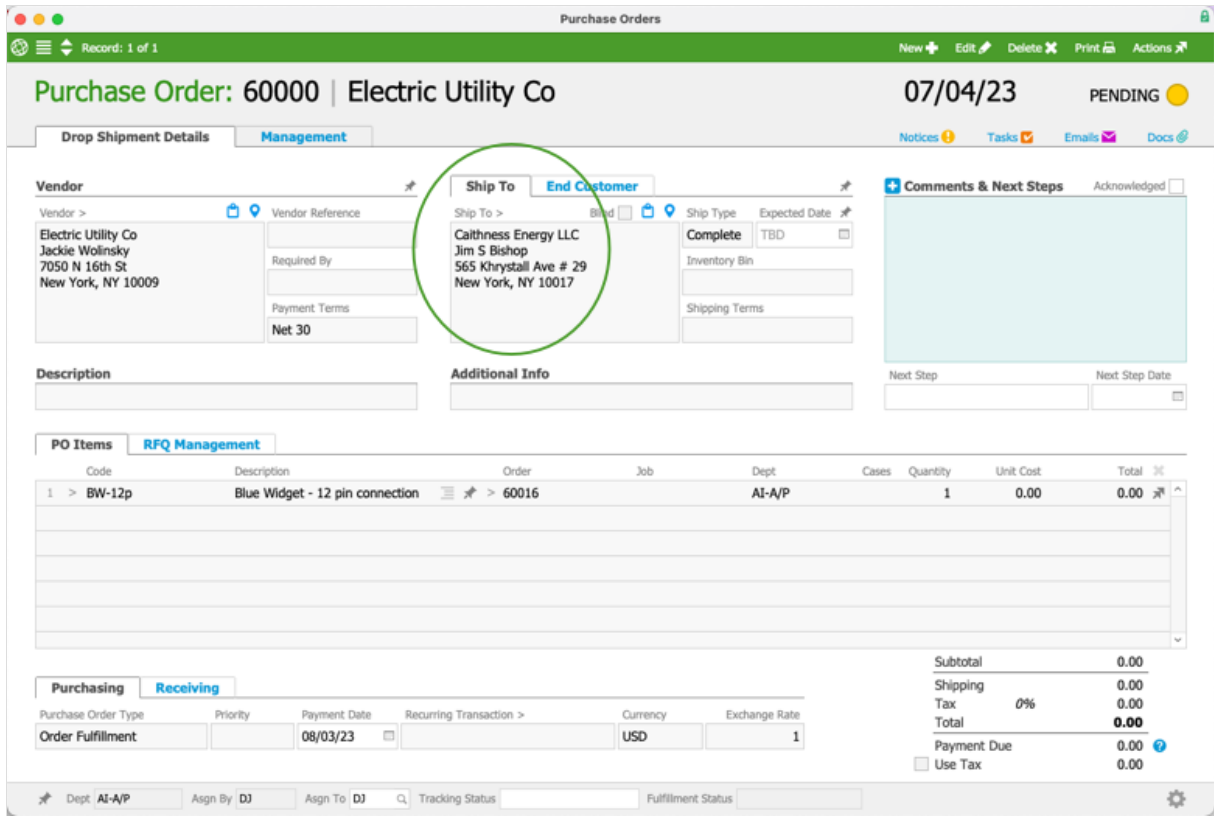 Purchase Orders
Record: 1 of 1 New Edit Delete Print Actions
Purchase Order: 60000 | Electric Utility Co 07/04/23 PENDING
Drop Shipment Details Management Notices Tasks Emails Docs
Vendor Ship To End Customer Comments & Next Steps Acknowledged
Vendor > Vendor Reference Ship To > Blind Ship Type Expected Date
Electric Utility Co Caithness Energy LLC Complete TBD
Jackie Wolinsky Jim S Bishop
7050 N 16th St Required By 565 Khrystall Ave # 29 Inventory Bin
New York, NY 10009 New York, NY 10017
Payment Terms Shipping Terms
Net 30
Description Additional Info Next Step Next Step Date
PO Items RFQ Management
Code Description Order Job Dept Cases Quantity Unit Cost Total
1 > BW-12p Blue Widget - 12 pin connection > 60016 AI-A/P 1 0.00 0.00
Subtotal 0.00
Purchasing Receiving Shipping 0.00
Tax 0% 0.00
Purchase Order Type Priority Payment Date Recurring Transaction > Currency Exchange Rate Total 0.00
Order Fulfillment 08/03/23 USD 1
Payment Due 0.00 ?
Use Tax 0.00
Dept AI-A/P Asgn By DJ Asgn To DJ Tracking Status Fulfillment Status